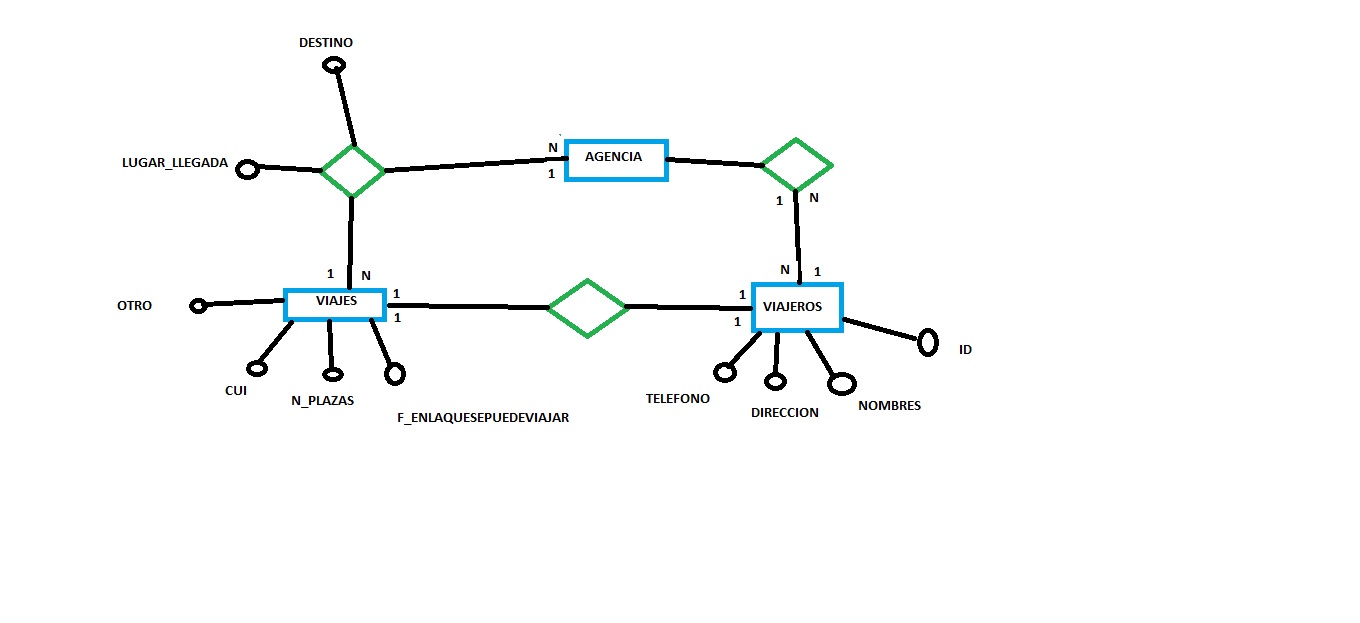 DESTINO
LUGAR_LLEGADA
N
AGENCIA
1
1 N
N 1
1 N
OTRO
VIAJES
1
1
1
1
VIAJEROS
ID
CUI
N_PLAZAS
F_ENLAQUESEPUEDEVIAJAR
TELEFONO
DIRECCION
NOMBRES